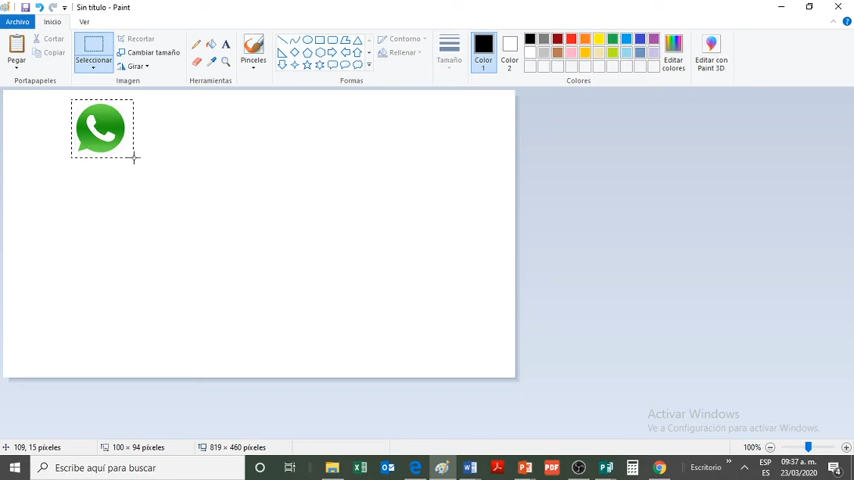 Sin título - Paint
Archivo Inicio Ver
Pegar
Cortar
Copiar
Portapapeles
Seleccionar
Recortar
Cambiar tamaño
Girar
Imagen
A
Herramientas
Pinceles
Contorno
Rellenar
Formas
Tamaño
Color 1
Color 2
Colores
Editar colores
Editar con Paint 3D
Activar Windows
Ve a Configuración para activar Windows.
109, 15 píxeles 100 × 94 píxeles 819 × 460 píxeles 100%
Escribe aquí para buscar
PDF
Escritorio
ESP
ES
09:37 a. m.
23/03/2020
4